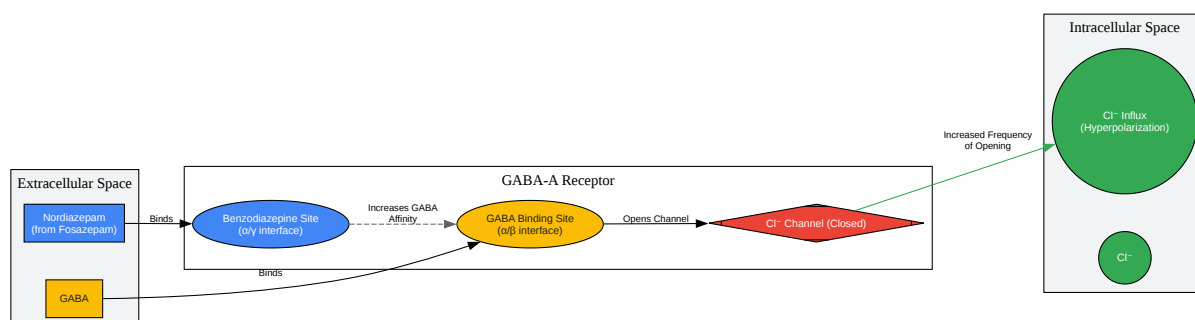 Extracellular Space
Nordiazepam
(from Fosazepam)
GABA
Binds
Binds
GABA-A Receptor
Benzodiazepine Site
(α/γ interface)
Increases GABA
Affinity
GABA Binding Site
(α/β interface)
Opens Channel
Cl⁻ Channel (Closed)
Increased Frequency
of Opening
Intracellular Space
Cl⁻ Influx
(Hyperpolarization)
Cl⁻